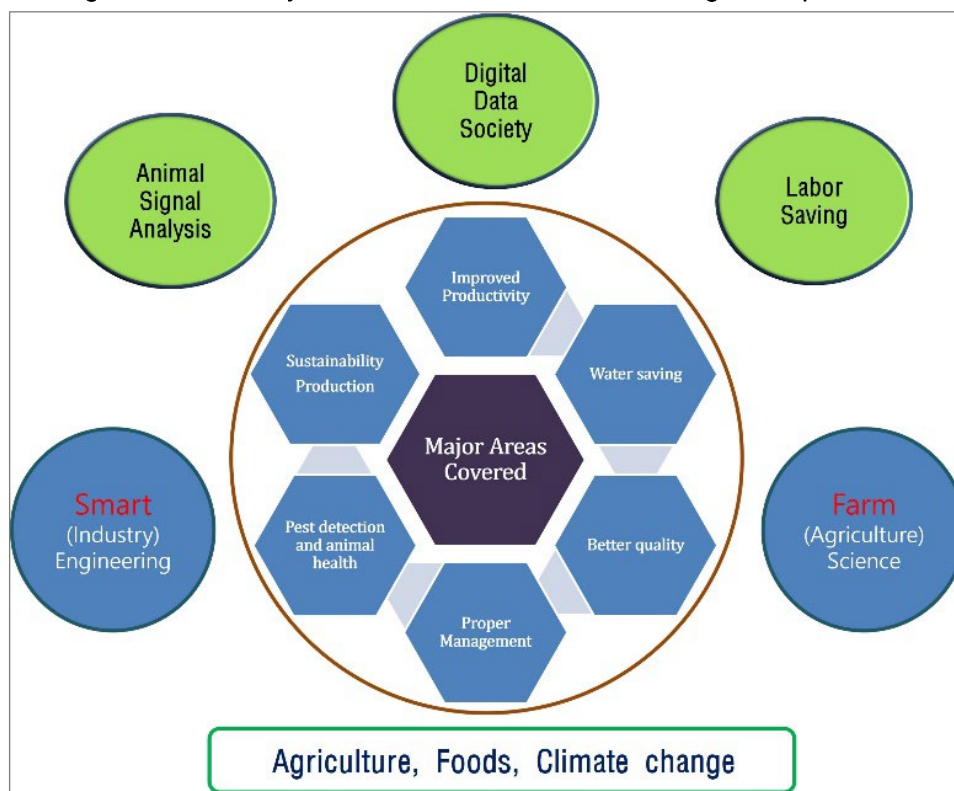 Digital
Data
Society
Animal
Signal
Analysis
Labor
Saving
Improved
Productivity
Sustainability
Production
Water saving
Major Areas
Covered
Smart
(Industry)
Engineering
Farm
(Agriculture)
Science
Pest detection
and animal
health
Better quality
Proper
Management
Agriculture, Foods, Climate change